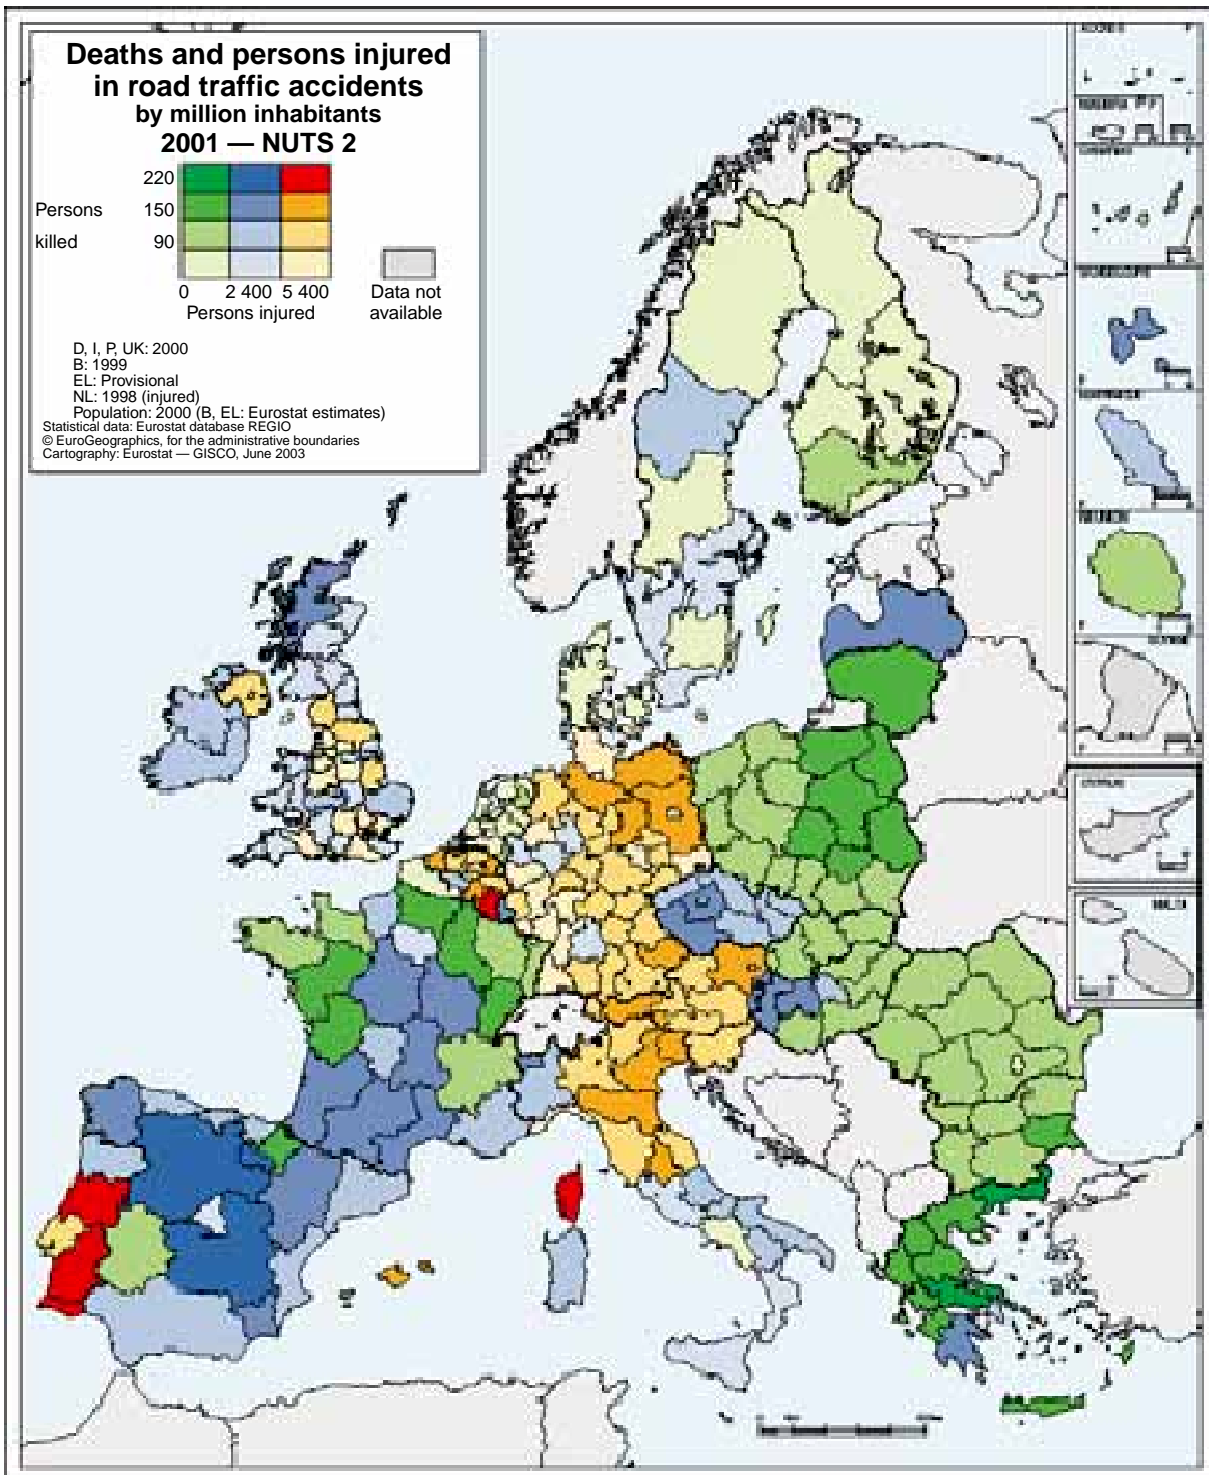 Deaths and persons injured
in road traffic accidents
by million inhabitants
2001 — NUTS 2
220
Persons 150
killed 90
0 2 400 5 400
Persons injured
Data not
available
D, I, P, UK: 2000
B: 1999
EL: Provisional
NL: 1998 (injured)
Population: 2000 (B, EL: Eurostat estimates)
Statistical data: Eurostat database REGIO
© EuroGeographics, for the administrative boundaries
Cartography: Eurostat — GISCO, June 2003